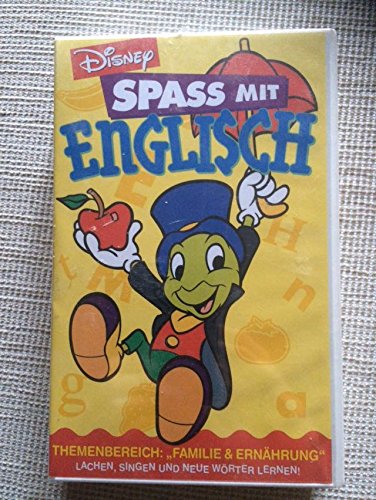 Disney
SPASS MIT
ENGLISCH
THEMENBEREICH: „FAMILIE & ERNÄHRUNG“
LACHEN, SINGEN UND NEUE WÖRTER LERNEN!
E
H
t
M
n
g
a